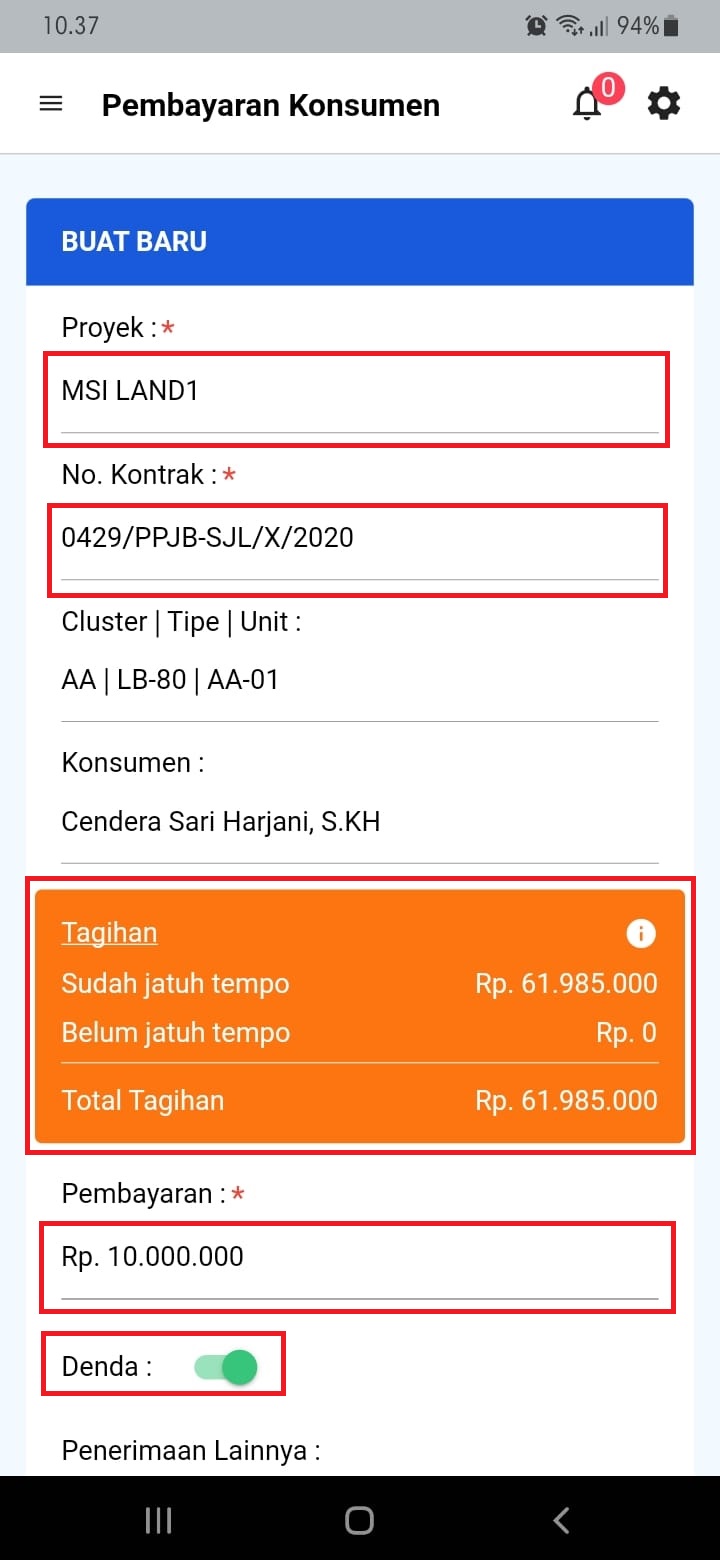 10.37
94%
Pembayaran Konsumen
0
BUAT BARU
Proyek :*
MSI LAND1
No. Kontrak : *
0429/PPJB-SJL/X/2020
Cluster | Tipe | Unit :
AA | LB-80 | AA-01
Konsumen :
Cendera Sari Harjani, S.KH
Tagihan
Sudah jatuh tempo Rp. 61.985.000
Belum jatuh tempo Rp. 0
Total Tagihan Rp. 61.985.000
Pembayaran : *
Rp. 10.000.000
Denda :
Penerimaan Lainnya :